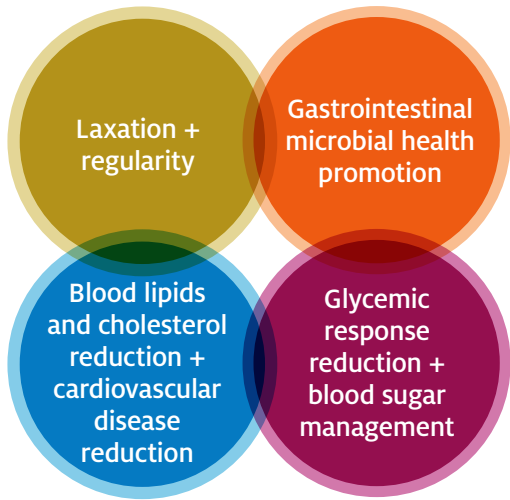 Laxation +
regularity
Gastrointestinal
microbial health
promotion
Blood lipids
and cholesterol
reduction +
cardiovascular
disease
reduction
Glycemic
response
reduction +
blood sugar
management